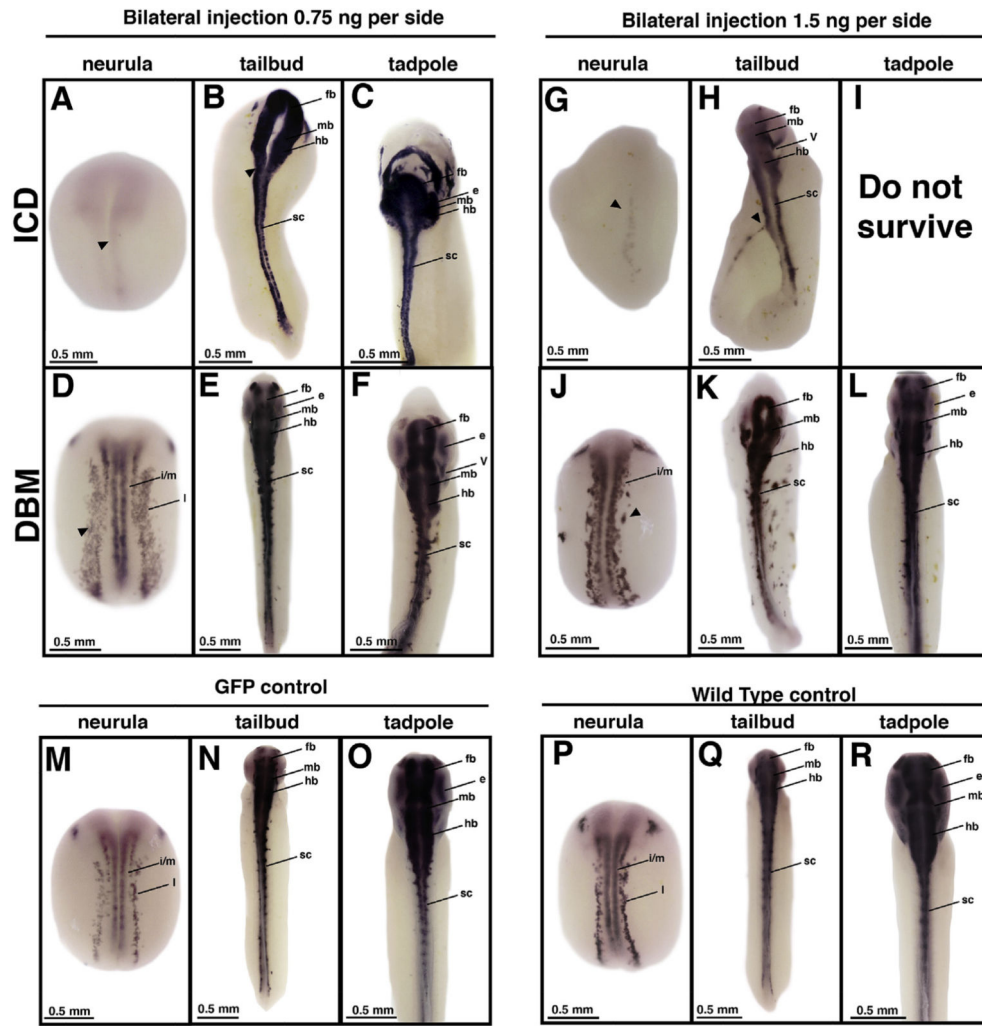 Bilateral injection 0.75 ng per side
Bilateral injection 1.5 ng per side
neurula tailbud tadpole
neurula tailbud tadpole
ICD
A
0.5 mm
B
fb
mb
hb
sc
0.5 mm
C
fb
e
mb
hb
sc
0.5 mm
G
0.5 mm
H
fb
mb
V
hb
sc
0.5 mm
I
Do not
survive
DBM
D
i/m
l
0.5 mm
E
fb
e
mb
hb
sc
0.5 mm
F
fb
e
V
mb
hb
sc
0.5 mm
J
i/m
0.5 mm
K
fb
mb
hb
sc
0.5 mm
L
fb
e
mb
hb
sc
0.5 mm
GFP control
Wild Type control
neurula tailbud tadpole
neurula tailbud tadpole
M
i/m
l
0.5 mm
N
fb
mb
hb
sc
0.5 mm
O
fb
e
mb
hb
sc
0.5 mm
P
i/m
l
0.5 mm
Q
fb
mb
hb
sc
0.5 mm
R
fb
e
mb
hb
sc
0.5 mm